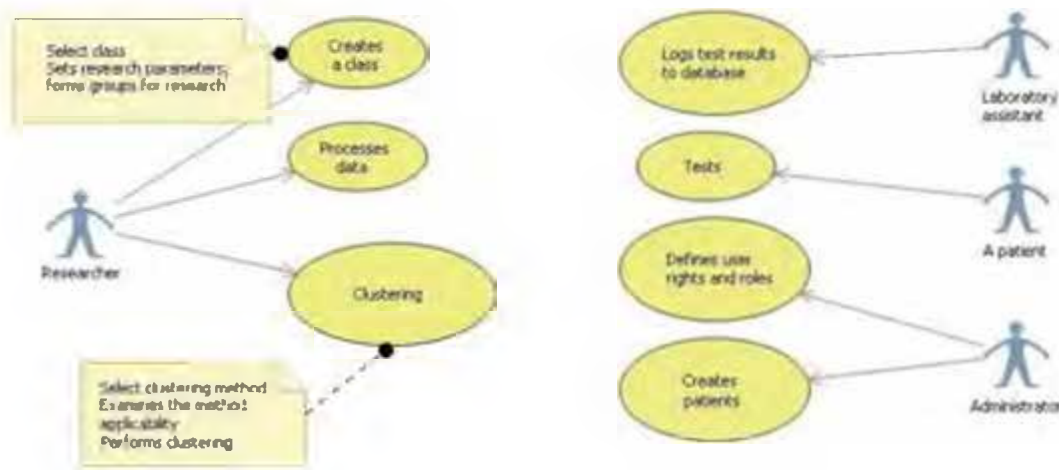 Select class
Sets research parameters,
forms groups for research
Creates
a class
Processes
data
Researcher
Clustering
Select clustering method
Examines the method
applicability
Performs clustering
Logs test results
to database
Laboratory
assistant
Tests
A patient
Defines user
rights and roles
Creates
patients
Administrator